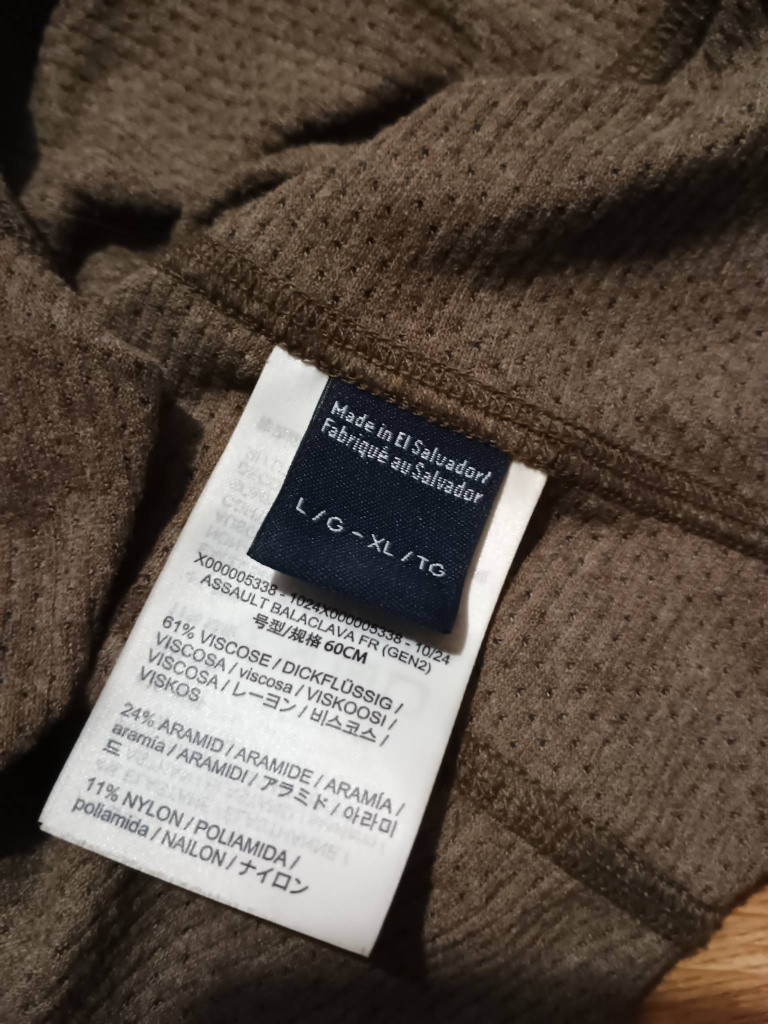 Made in El Salvador/
Fabriqué au Salvador
L / G - XL / TG
X000005338 - 1024X000005338 - 10/24
ASSAULT BALACLAVA FR (GEN2)
号型/规格 60CM
61% VISCOSE / DICKFLÜSSIG /
VISCOSA / viscosa / VISKOOSI /
VISCOSA / レーヨン / 비스코스 /
VISKOS
24% ARAMID / ARAMIDE / ARAMÍA /
aramía / ARAMIDI / アラミド / 아라미
드
11% NYLON / POLIAMIDA /
poliamida / NAILON / ナイロン